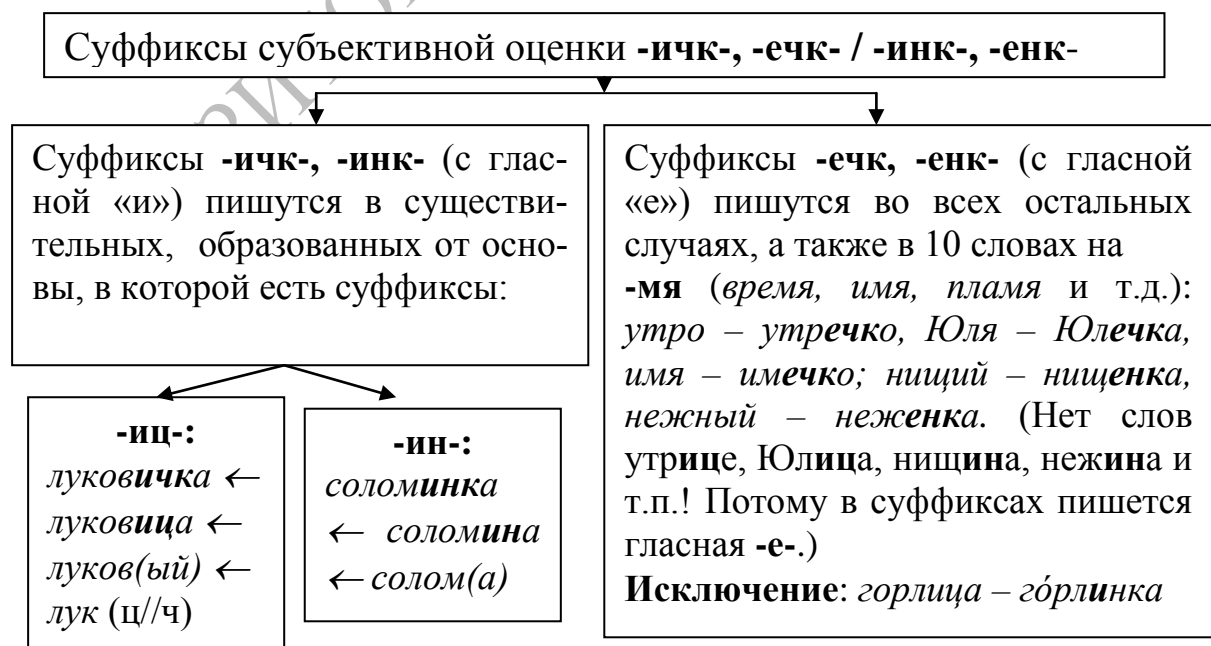 Суффиксы субъективной оценки -ичк-, -ечк- / -инк-, -енк-
Суффиксы -ичк-, -инк- (с глас-
ной «и») пишутся в существи-
тельных, образованных от осно-
вы, в которой есть суффиксы:
-иц-:
луковичка ←
луковица ←
луков(ый) ←
лук (ц//ч)
-ин-:
соломинка
← соломина
← солом(а)
Суффиксы -ечк, -енк- (с гласной
«е») пишутся во всех остальных
случаях, а также в 10 словах на
-мя (время, имя, пламя и т.д.):
утро – утречко, Юля – Юлечка,
имя – имечко; нищий – нищенка,
нежный – неженка. (Нет слов
утрице, Юлица, нищина, нежина и
т.п.! Потому в суффиксах пишется
гласная -е-.)
Исключение: горлица – го́рлинка